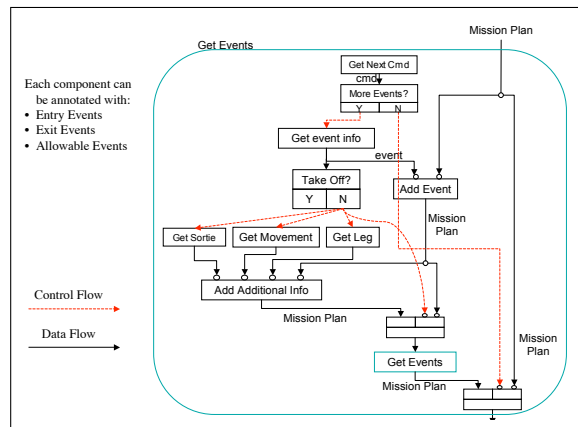 Mission Plan
Get Events
Get Next Cmd
cmd
Each component can
be annotated with:
• Entry Events
• Exit Events
• Allowable Events
More Events?
Y N
Get event info
event
Take Off?
Y N
Add Event
Mission
Plan
Get Sortie
Get Movement
Get Leg
Add Additional Info
Control Flow
Mission Plan
Data Flow
Mission
Plan
Get Events
Mission Plan